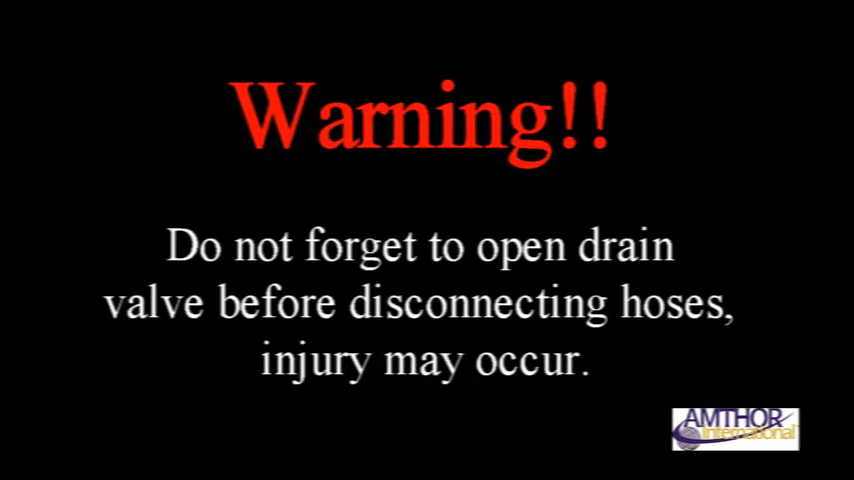 Warning!!
Do not forget to open drain
valve before disconnecting hoses,
injury may occur.
AMTHOR
International